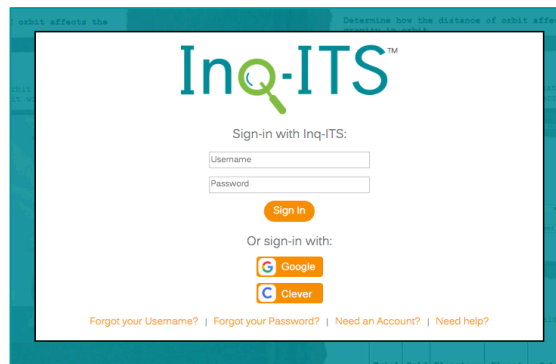 orbit affects the
Determine how the distance of orbit affe
Inq-ITS™
Sign-in with Inq-ITS:
Username
Password
Sign In
Or sign-in with:
G Google
C Clever
Forgot your Username? | Forgot your Password? | Need an Account? | Need help?